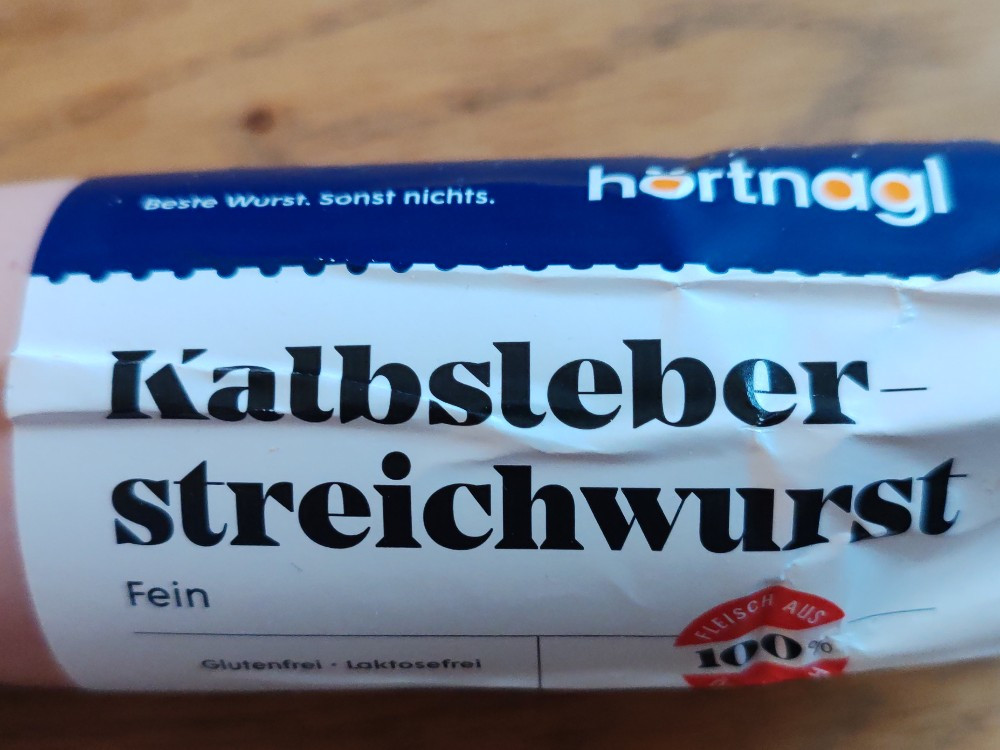 Beste Wurst. Sonst nichts.
hörtnagl
Kalbsleber-
streichwurst
Fein
Glutenfrei · Laktosefrei
FLEISCH AUS
100%